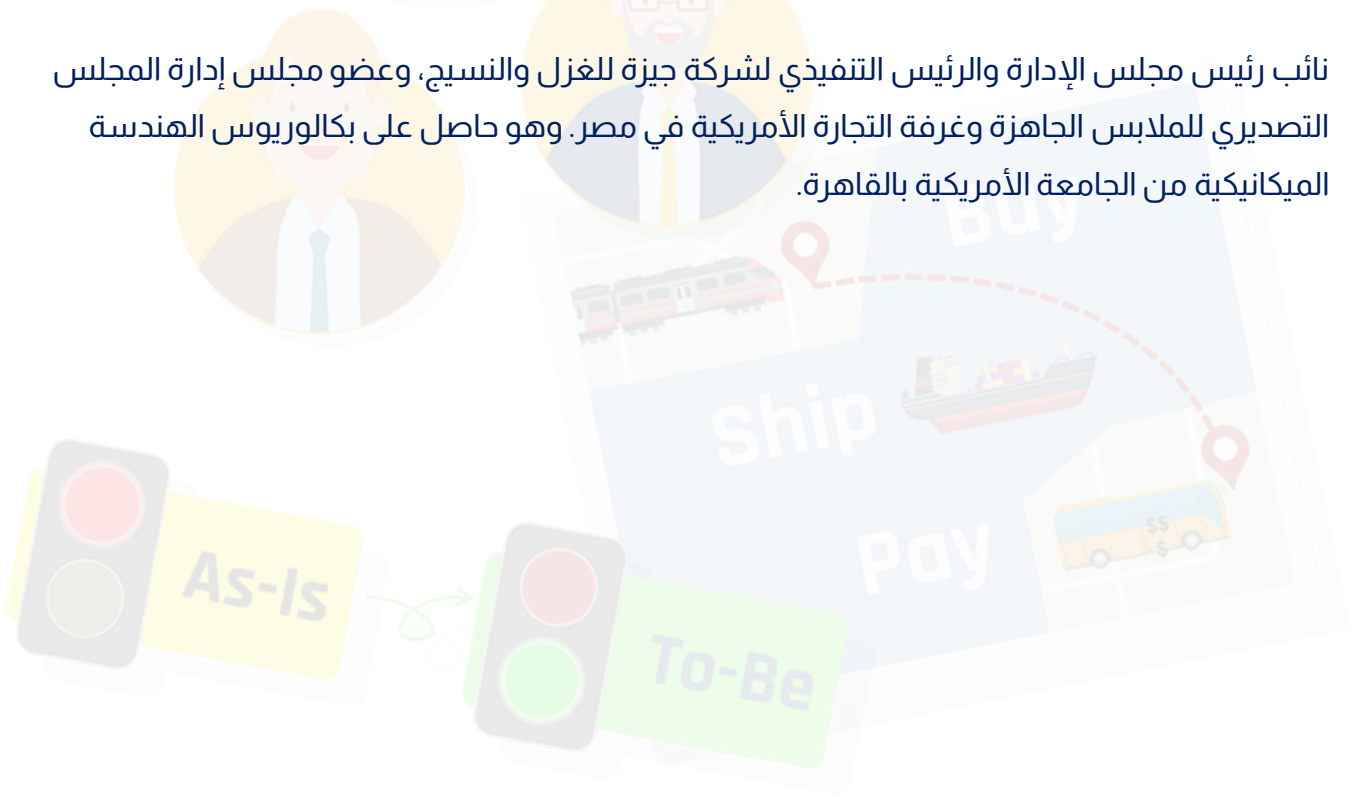 نائب رئيس مجلس الإدارة والرئيس التنفيذي لشركة جيزة للغزل والنسيج، وعضو مجلس إدارة المجلس
التصديري للملابس الجاهزة وغرفة التجارة الأمريكية في مصر. وهو حاصل على بكالوريوس الهندسة
الميكانيكية من الجامعة الأمريكية بالقاهرة.
Buy
Ship
Pay
$$
$
As-Is
To-Be